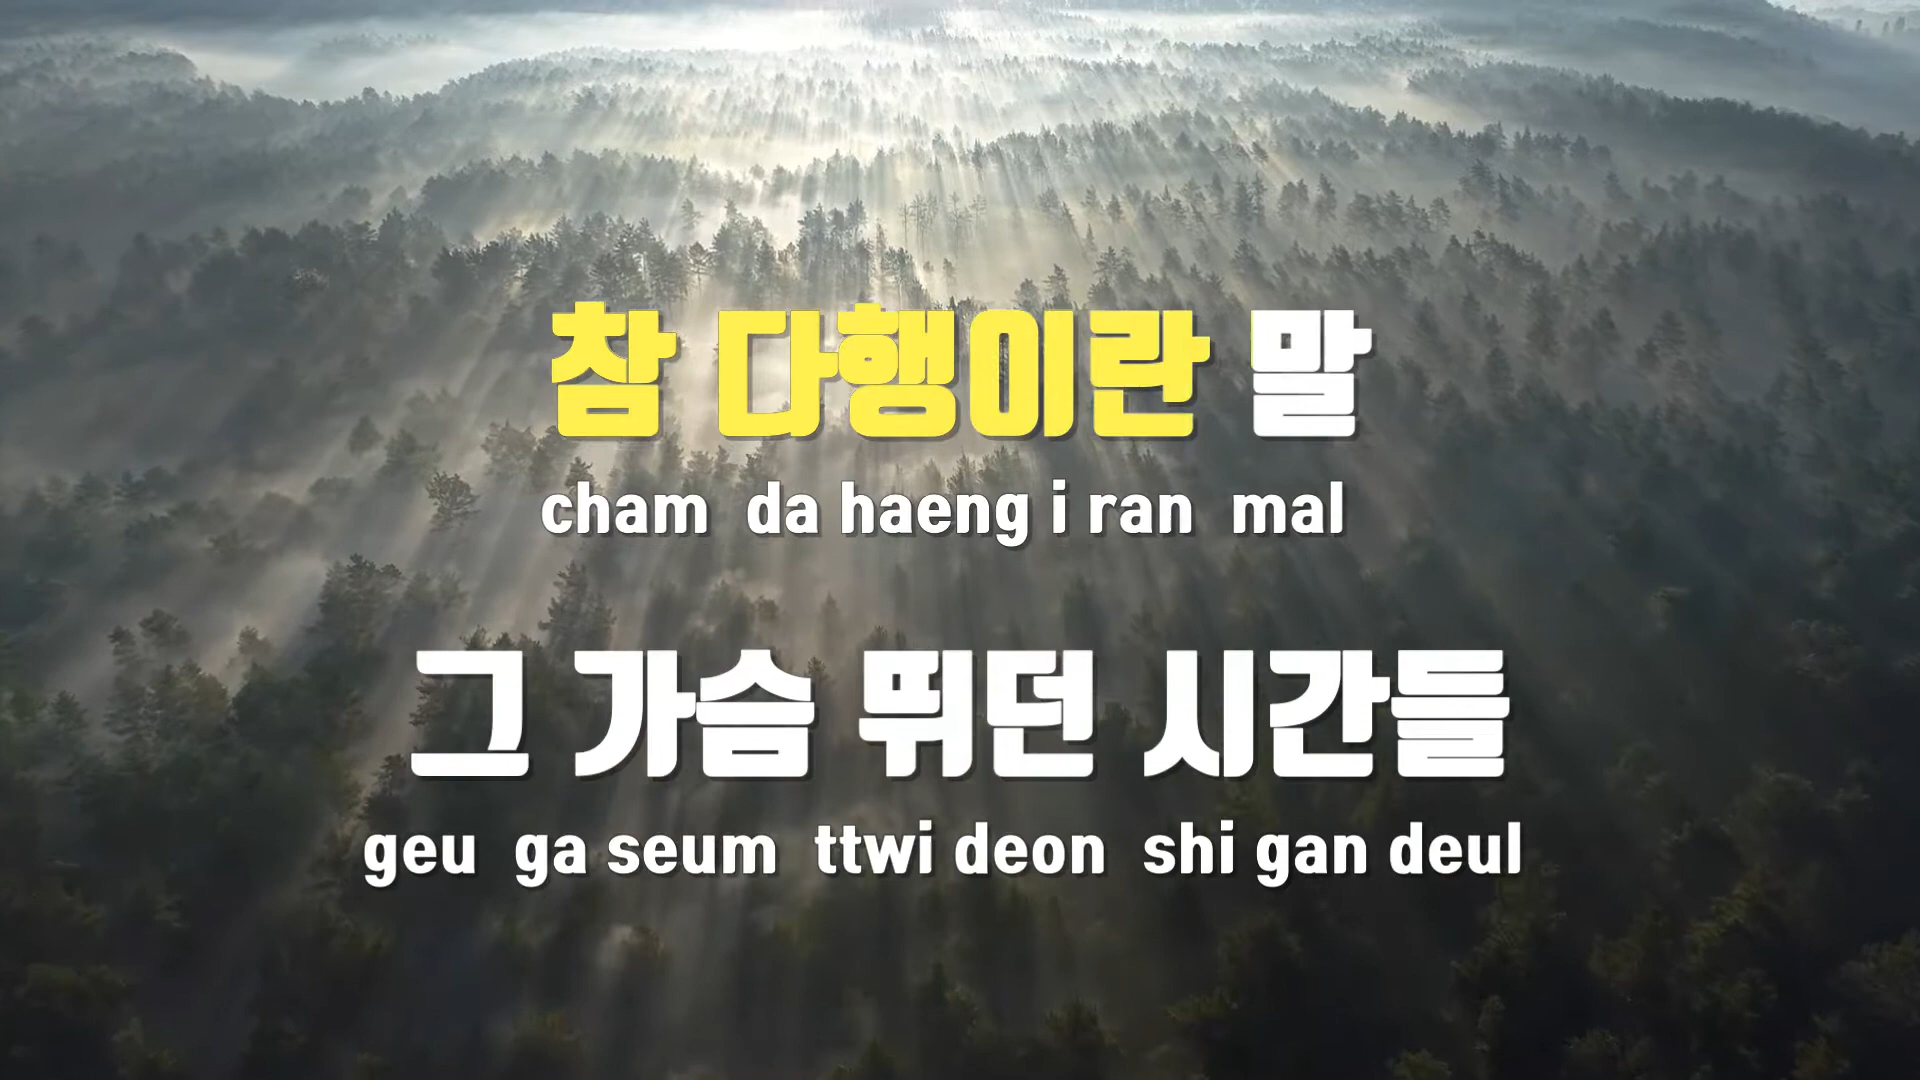 참 다행이란 말
cham da haeng i ran mal
그 가슴 뛰던 시간들
geu ga seum ttwi deon shi gan deul